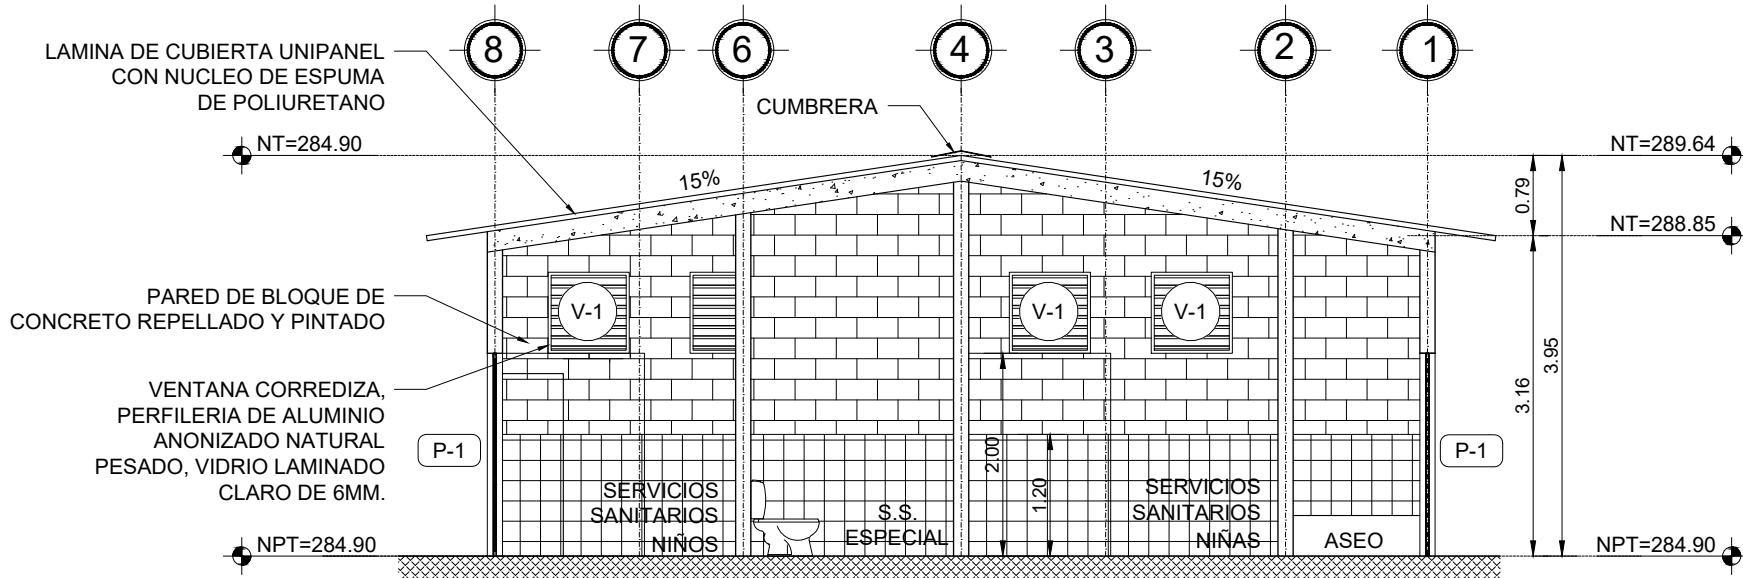 8 7 6 4 3 2 1
LAMINA DE CUBIERTA UNIPANEL
CON NUCLEO DE ESPUMA
DE POLIURETANO
CUMBRERA
NT=284.90
NT=289.64
15%
15%
0.79
NT=288.85
PARED DE BLOQUE DE
CONCRETO REPELLADO Y PINTADO
V-1
V-1
V-1
3.95
3.16
VENTANA CORREDIZA,
PERFILERIA DE ALUMINIO
ANONIZADO NATURAL
PESADO, VIDRIO LAMINADO
CLARO DE 6MM.
P-1
P-1
2.00
1.20
SERVICIOS
SANITARIOS
NIÑOS
S.S.
ESPECIAL
SERVICIOS
SANITARIOS
NIÑAS
ASEO
NPT=284.90
NPT=284.90